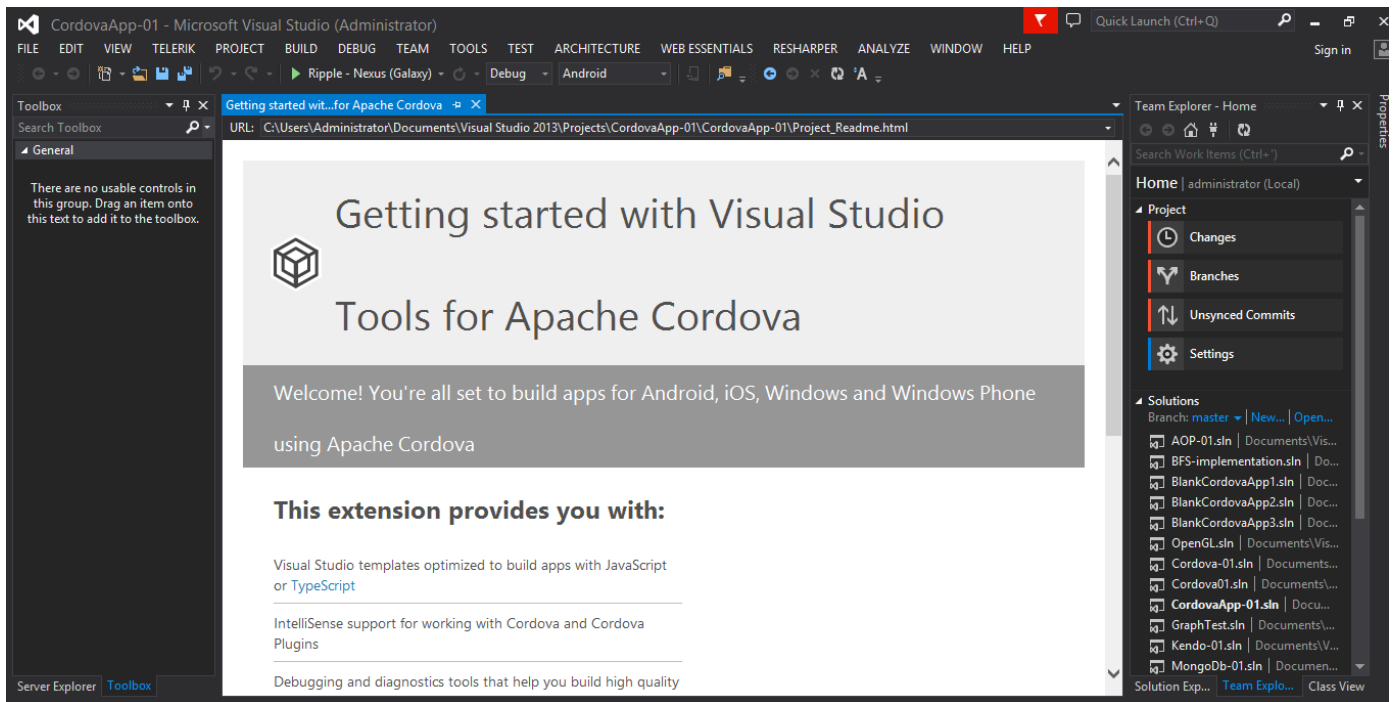 CordovaApp-01 - Microsoft Visual Studio (Administrator)
Quick Launch (Ctrl+Q)
FILE EDIT VIEW TELERIK PROJECT BUILD DEBUG TEAM TOOLS TEST ARCHITECTURE WEB ESSENTIALS RESHARPER ANALYZE WINDOW HELP
Sign in
Ripple - Nexus (Galaxy) Debug Android
Toolbox
Search Toolbox
General
There are no usable controls in
this group. Drag an item onto
this text to add it to the toolbox.
Server Explorer Toolbox
Getting started wit...for Apache Cordova
URL: C:\Users\Administrator\Documents\Visual Studio 2013\Projects\CordovaApp-01\CordovaApp-01\Project_Readme.html
Getting started with Visual Studio
Tools for Apache Cordova
Welcome! You're all set to build apps for Android, iOS, Windows and Windows Phone
using Apache Cordova
This extension provides you with:
Visual Studio templates optimized to build apps with JavaScript
or TypeScript
IntelliSense support for working with Cordova and Cordova
Plugins
Debugging and diagnostics tools that help you build high quality
Team Explorer - Home
Search Work Items (Ctrl+')
Home | administrator (Local)
Project
Changes
Branches
Unsynced Commits
Settings
Solutions
Branch: master | New... | Open...
AOP-01.sln | Documents\Vis...
BFS-implementation.sln | Do...
BlankCordovaApp1.sln | Doc...
BlankCordovaApp2.sln | Doc...
BlankCordovaApp3.sln | Doc...
OpenGL.sln | Documents\Vis...
Cordova-01.sln | Documents...
Cordova01.sln | Documents\...
CordovaApp-01.sln | Docu...
GraphTest.sln | Documents\...
Kendo-01.sln | Documents\V...
MongoDb-01.sln | Documen...
Solution Exp... Team Explo... Class View
Properties